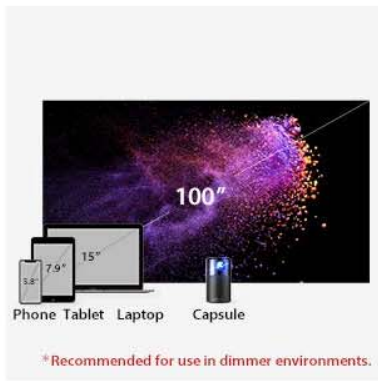 100"
15"
7.9"
5.8"
Phone Tablet Laptop Capsule
*Recommended for use in dimmer environments.